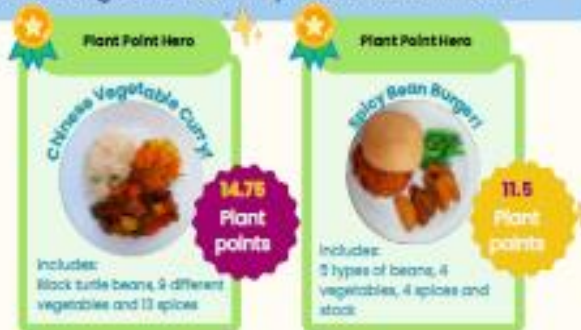 Plant Point Hero
Chinese Vegetable Curry!
14.75
Plant
points
Includes:
Black turtle beans, 9 different
vegetables and 13 spices
Plant Point Hero
Spicy Bean Burger!
11.5
Plant
points
Includes:
5 types of beans, 4
vegetables, 4 spices and
stock